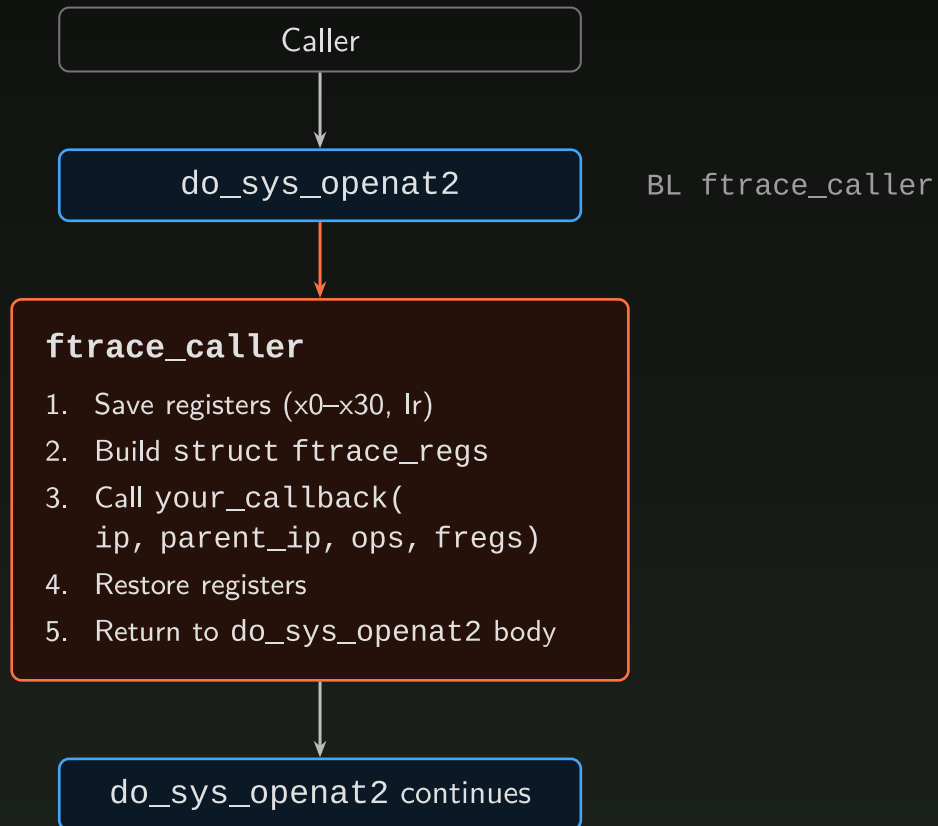 Caller
do_sys_openat2
BL ftrace_caller
ftrace_caller
1. Save registers (x0–x30, lr)
2. Build struct ftrace_regs
3. Call your_callback(
ip, parent_ip, ops, fregs)
4. Restore registers
5. Return to do_sys_openat2 body
do_sys_openat2 continues